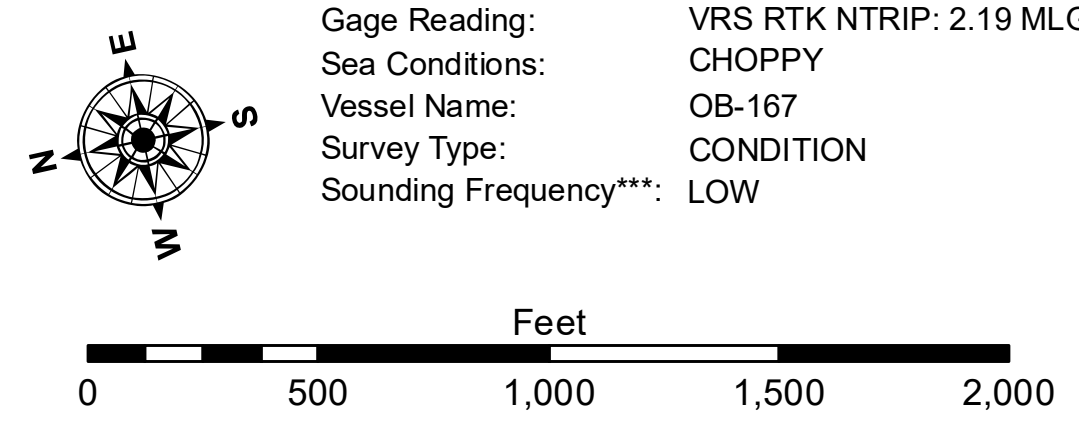 Gage Reading: VRS RTK NTRIP: 2.19
Sea Conditions: CHOPPY
Vessel Name: OB-167
Survey Type: CONDITION
Sounding Frequency***: LOW
E
S
N
W
Feet
0 500 1,000 1,500 2,000